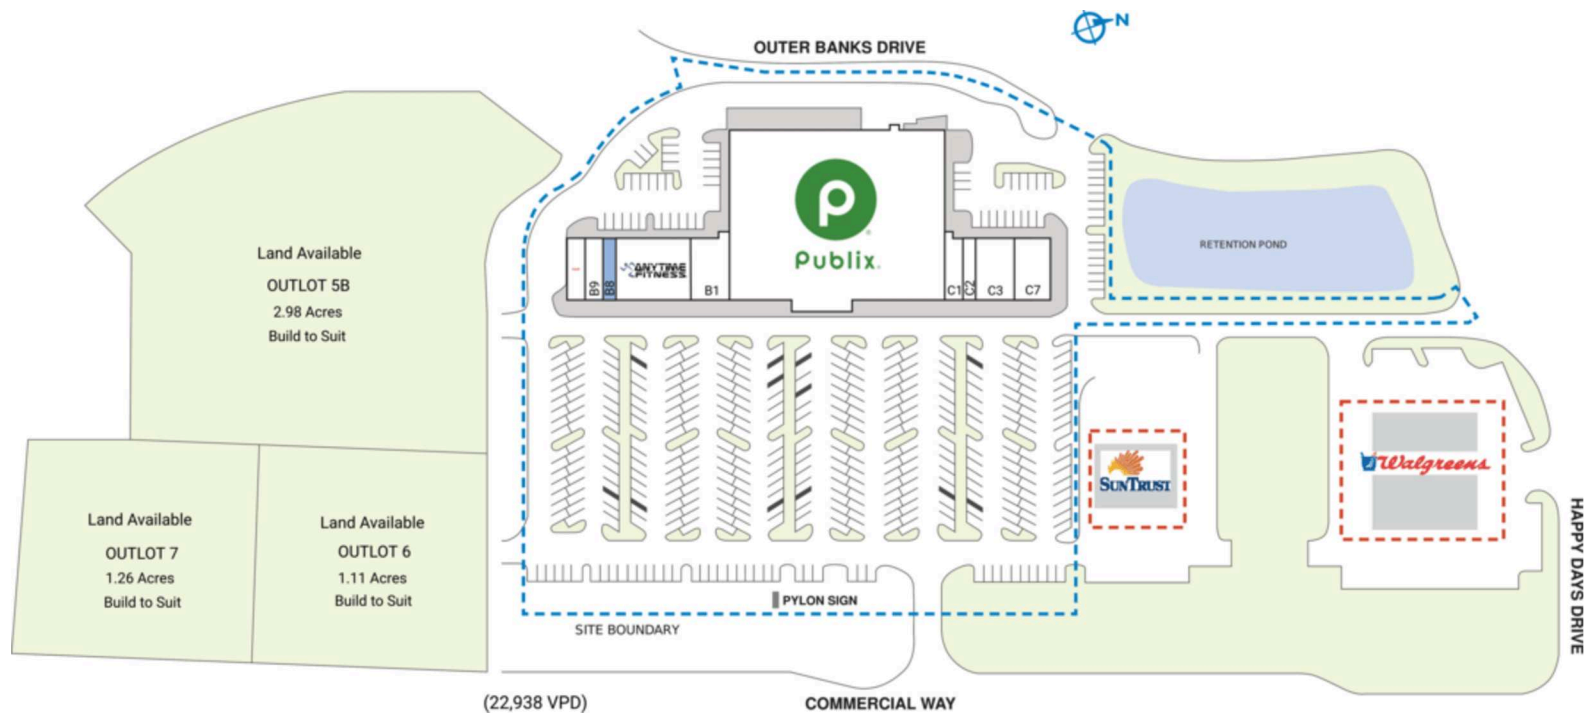 N
OUTER BANKS DRIVE
Publix.
RETENTION POND
Land Available
OUTLOT 5B
2.98 Acres
Build to Suit
B9
B8
ANYTIME
FITNESS
B1
C1
C2
C3
C7
SUNTRUST
Walgreens
Land Available
OUTLOT 7
1.26 Acres
Build to Suit
Land Available
OUTLOT 6
1.11 Acres
Build to Suit
HAPPY DAYS DRIVE
PYLON SIGN
SITE BOUNDARY
(22,938 VPD)
COMMERCIAL WAY